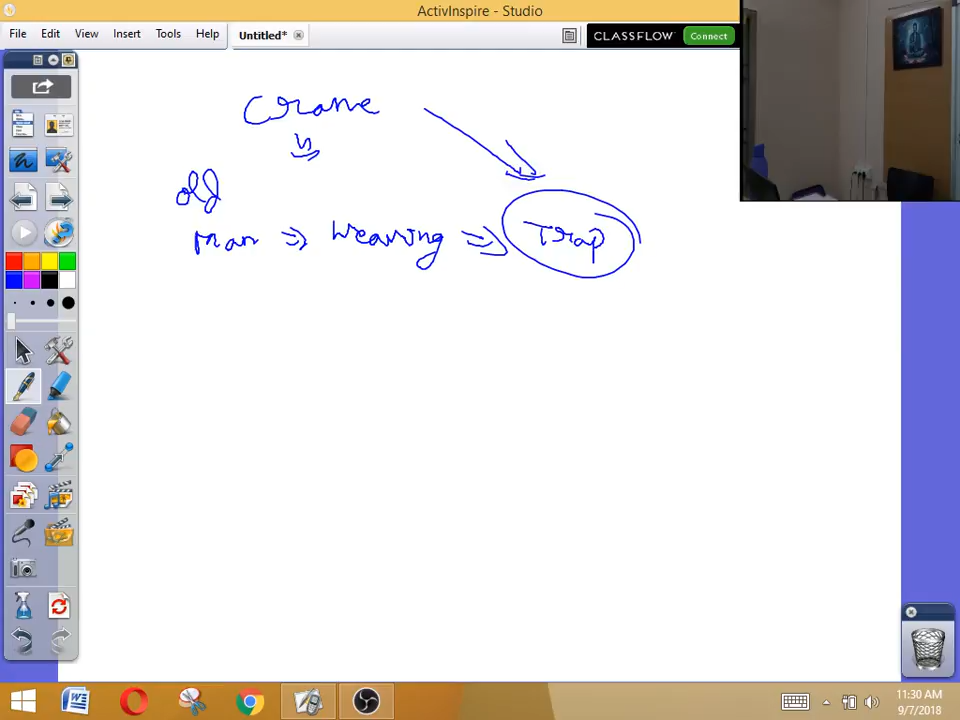 ActivInspire - Studio
File Edit View Insert Tools Help
Untitled*
CLASSFLOW Connect
Crane
old
man ⇒ Weaving ⇒ Trap
11:30 AM
9/7/2018